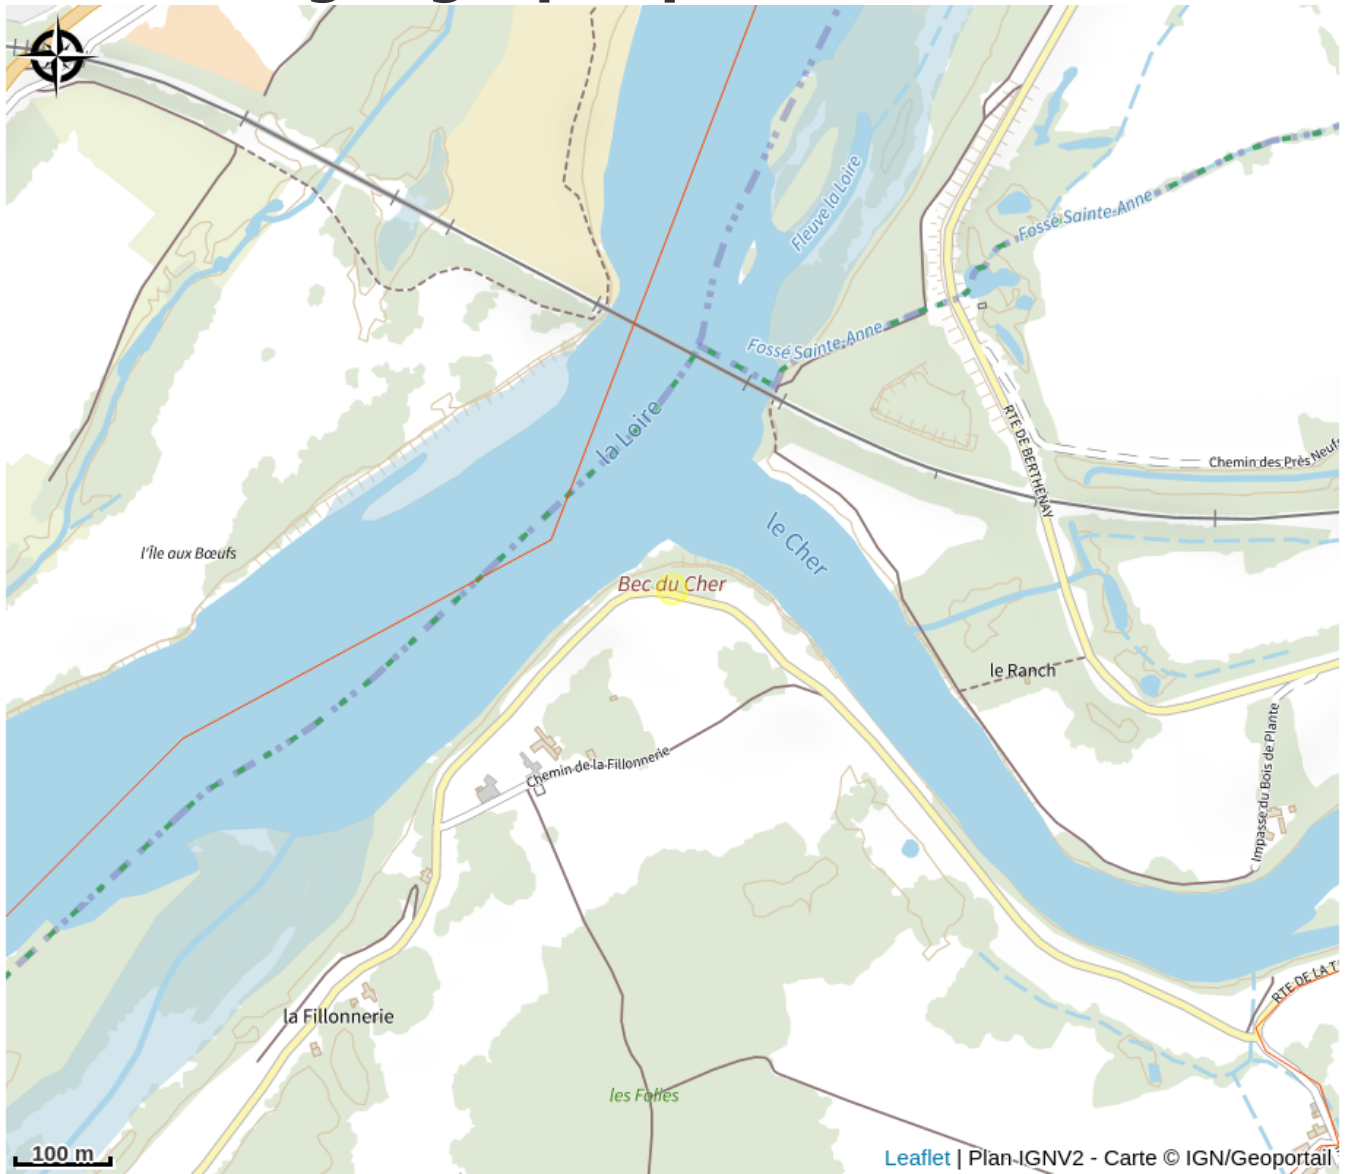 Fleuve la Loire
Fossé Sainte-Anne
Fossé Sainte-Anne
la Loire
RTE DE BERTHENAY
Chemin des Près Neufs
l'Île aux Bœufs
le Cher
Bec du Cher
le Ranch
Impasse du Bois de Plante
Chemin de la Fillonnerie
la Fillonnerie
RTE DE LA T
les Folies
100 m
Leaflet | Plan IGNV2 - Carte © IGN/Geoportail